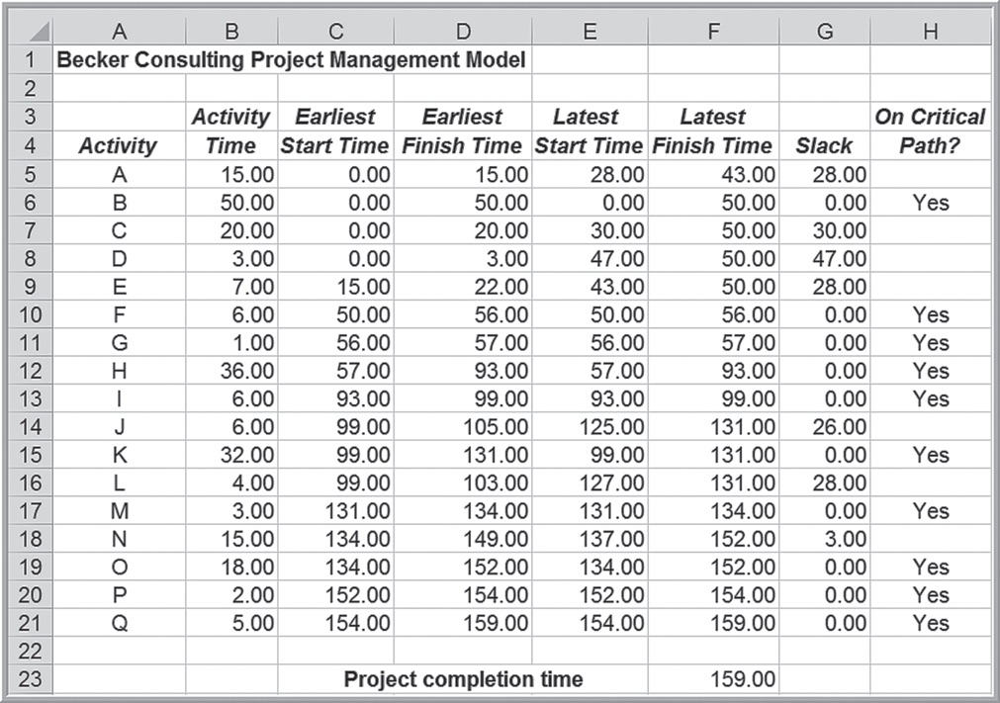 A B C D E F G H
1 Becker Consulting Project Management Model
2
3 Activity Earliest Earliest Latest Latest On Critical
4 Activity Time Start Time Finish Time Start Time Finish Time Slack Path?
5 A 15.00 0.00 15.00 28.00 43.00 28.00
6 B 50.00 0.00 50.00 0.00 50.00 0.00 Yes
7 C 20.00 0.00 20.00 30.00 50.00 30.00
8 D 3.00 0.00 3.00 47.00 50.00 47.00
9 E 7.00 15.00 22.00 43.00 50.00 28.00
10 F 6.00 50.00 56.00 50.00 56.00 0.00 Yes
11 G 1.00 56.00 57.00 56.00 57.00 0.00 Yes
12 H 36.00 57.00 93.00 57.00 93.00 0.00 Yes
13 I 6.00 93.00 99.00 93.00 99.00 0.00 Yes
14 J 6.00 99.00 105.00 125.00 131.00 26.00
15 K 32.00 99.00 131.00 99.00 131.00 0.00 Yes
16 L 4.00 99.00 103.00 127.00 131.00 28.00
17 M 3.00 131.00 134.00 131.00 134.00 0.00 Yes
18 N 15.00 134.00 149.00 137.00 152.00 3.00
19 O 18.00 134.00 152.00 134.00 152.00 0.00 Yes
20 P 2.00 152.00 154.00 152.00 154.00 0.00 Yes
21 Q 5.00 154.00 159.00 154.00 159.00 0.00 Yes
22
23 Project completion time 159.00